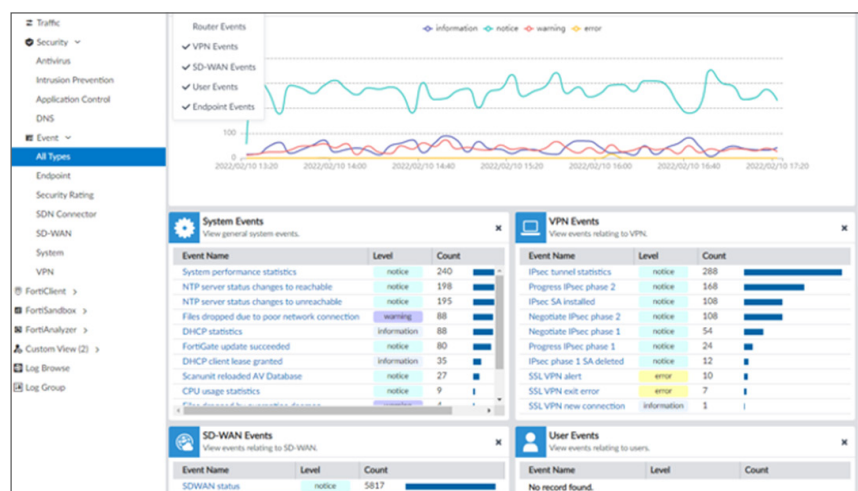 Traffic
Security
Antivirus
Intrusion Prevention
Application Control
DNS
Event
All Types
Endpoint
Security Rating
SDN Connector
SD-WAN
System
VPN
FortiClient >
FortiSandbox >
FortiAnalyzer >
Custom View (2) >
Log Browse
Log Group
Router Events
VPN Events
SD-WAN Events
User Events
Endpoint Events
information notice warning error
100
0
2022/02/10 13:20 2022/02/10 14:00 2022/02/10 14:40 2022/02/10 15:20 2022/02/10 16:00 2022/02/10 16:40 2022/02/10 17:20
System Events
View general system events.
Event Name Level Count
System performance statistics notice 240
NTP server status changes to reachable notice 198
NTP server status changes to unreachable notice 195
Files dropped due to poor network connection warning 88
DHCP statistics information 88
FortiGate update succeeded notice 80
DHCP client lease granted information 35
Scanunit reloaded AV Database notice 27
CPU usage statistics notice 9
VPN Events
View events relating to VPN.
Event Name Level Count
IPsec tunnel statistics notice 288
Progress IPsec phase 2 notice 168
IPsec SA installed notice 108
Negotiate IPsec phase 2 notice 108
Negotiate IPsec phase 1 notice 54
Progress IPsec phase 1 notice 24
IPsec phase 1 SA deleted notice 12
SSL VPN alert error 10
SSL VPN exit error error 7
SSL VPN new connection information 1
SD-WAN Events
View events relating to SD-WAN.
Event Name Level Count
SDWAN status notice 5817
User Events
View events relating to users.
Event Name Level Count
No record found.